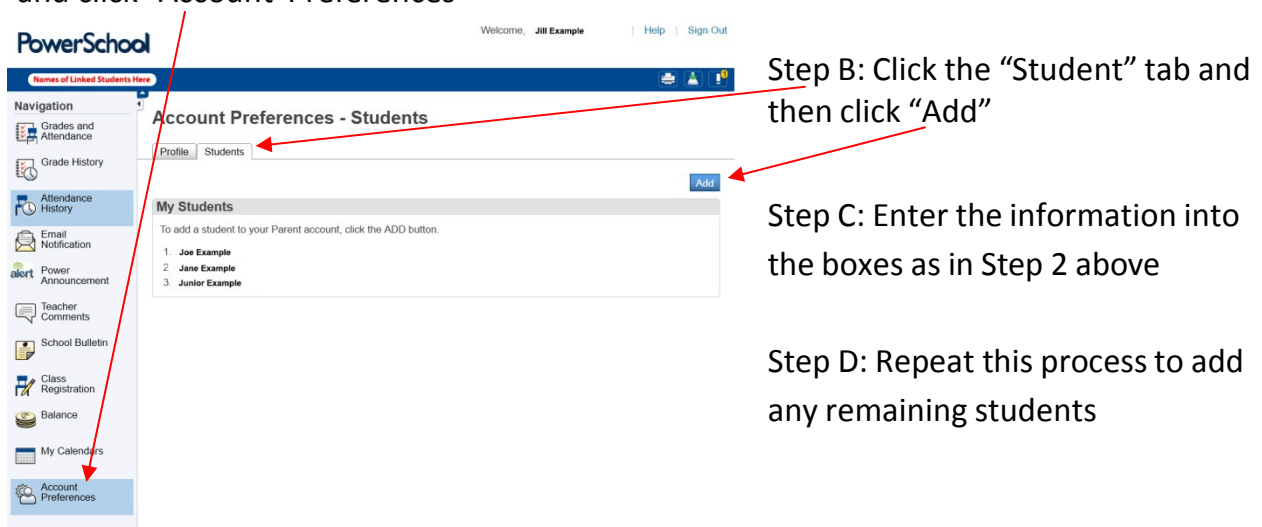 and click "Account Preferences"
PowerSchool
Welcome, Jill Example | Help | Sign Out
Names of Linked Students Here
Navigation
Grades and
Attendance
Grade History
Attendance
History
Email
Notification
alert
Power
Announcement
Teacher
Comments
School Bulletin
Class
Registration
Balance
My Calendars
Account
Preferences
Account Preferences - Students
Profile Students
Add
My Students
To add a student to your Parent account, click the ADD button.
1. Joe Example
2. Jane Example
3. Junior Example
Step B: Click the “Student” tab and
then click “Add”
Step C: Enter the information into
the boxes as in Step 2 above
Step D: Repeat this process to add
any remaining students